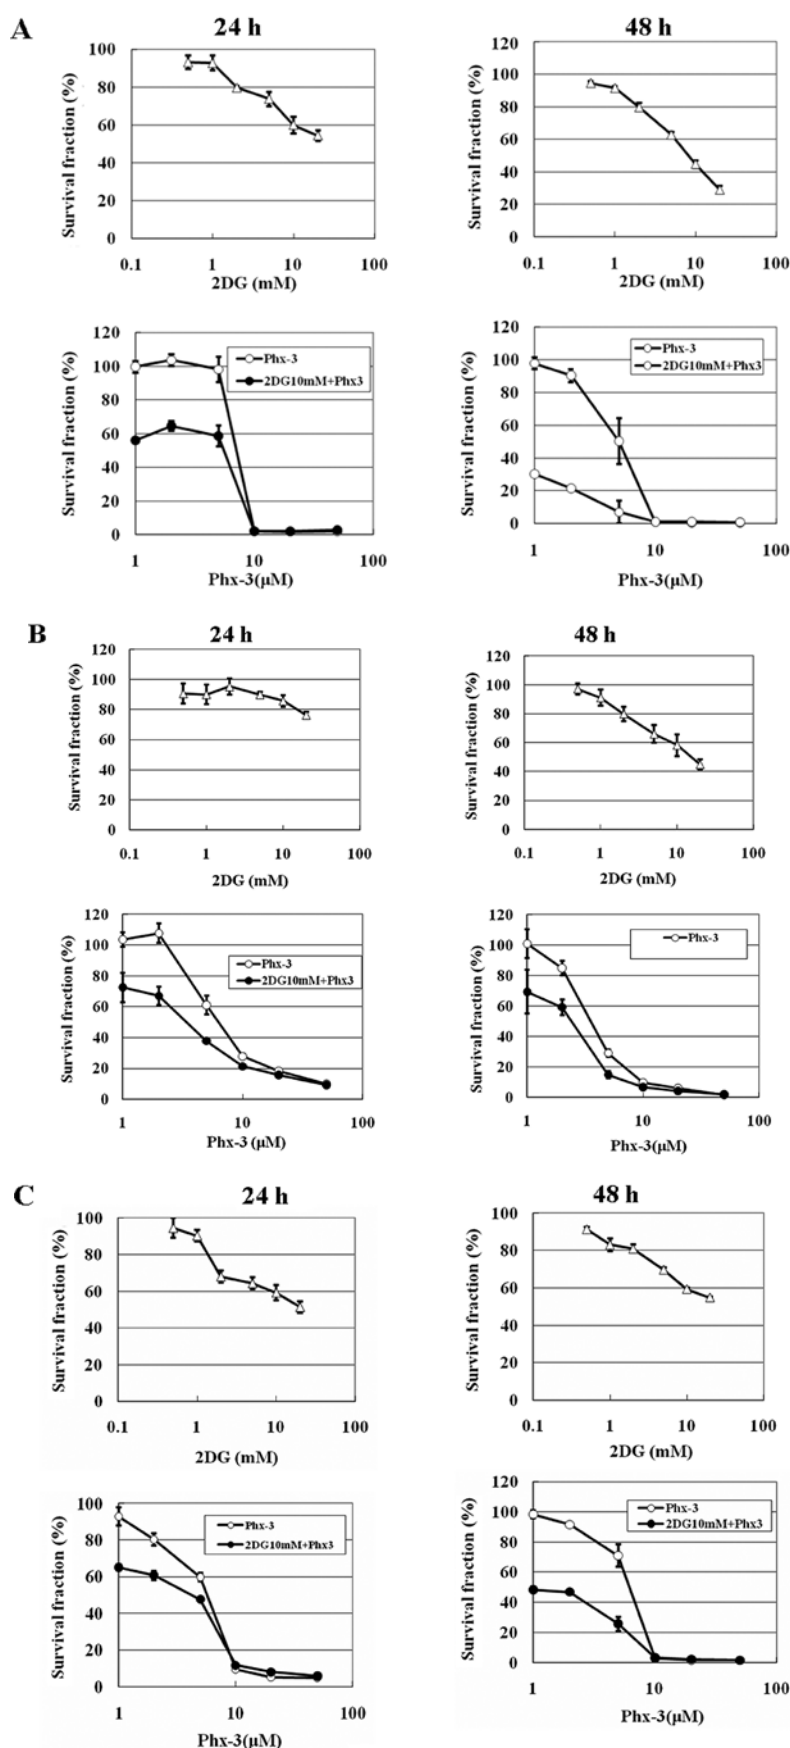 A
24 h
48 h
Survival fraction (%)
100
80
60
40
20
0
0.1 1 10 100
2DG (mM)
Survival fraction (%)
120
100
80
60
40
20
0
0.1 1 10 100
2DG (mM)
Survival fraction (%)
120
100
80
60
40
20
0
Phx-3
2DG10mM+Phx3
1 10 100
Phx-3(μM)
Survival fraction (%)
120
100
80
60
40
20
0
Phx-3
2DG10mM+Phx3
1 10 100
Phx-3(μM)
B
24 h
48 h
Survival fraction (%)
120
100
80
60
40
20
0
0.1 1 10 100
2DG (mM)
Survival fraction (%)
120
100
80
60
40
20
0
0.1 1 10 100
2DG (mM)
Survival fraction (%)
120
100
80
60
40
20
0
Phx-3
2DG10mM+Phx3
1 10 100
Phx-3 (μM)
Survival fraction (%)
120
100
80
60
40
20
0
Phx-3
1 10 100
Phx-3(μM)
C
24 h
48 h
Survival fraction (%)
100
80
60
40
20
0
0.1 1 10 100
2DG (mM)
Survival fraction (%)
100
80
60
40
20
0
0.1 1 10 100
2DG (mM)
Survival fraction (%)
100
80
60
40
20
0
Phx-3
2DG10mM+Phx3
1 10 100
Phx-3(μM)
Survival fraction (%)
120
100
80
60
40
20
0
Phx-3
2DG10mM+Phx3
1 10 100
Phx-3(μM)